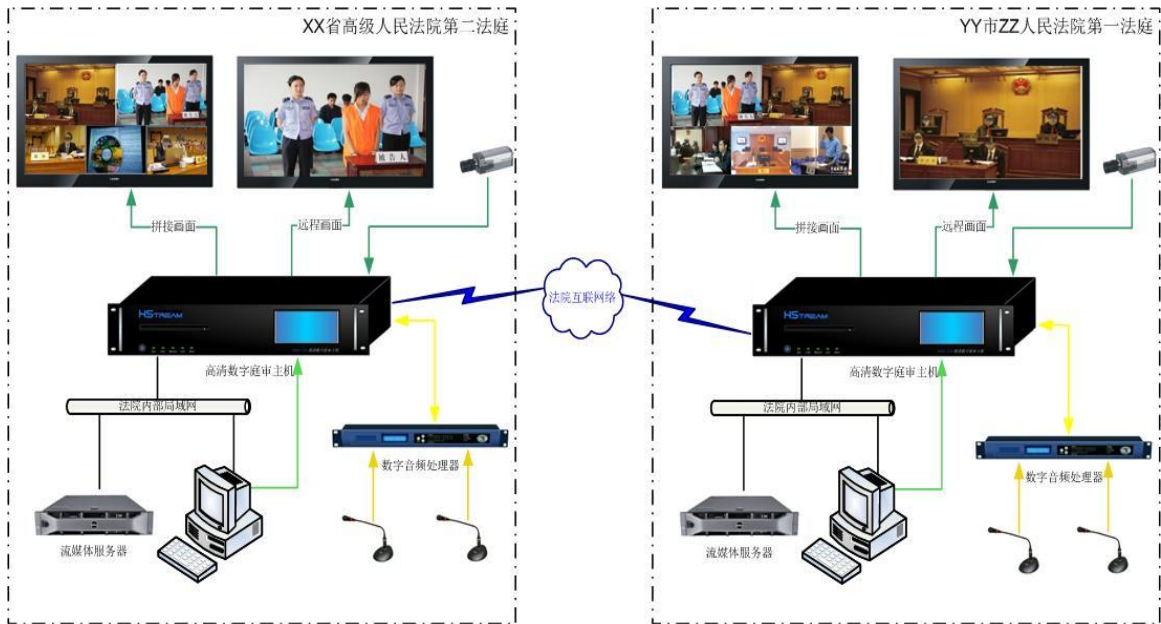 XX省高级人民法院第二法庭
YY市ZZ人民法院第一法庭
被告人
拼接画面
远程画面
拼接画面
远程画面
法院互联网络
HSTREAM
HSTREAM
高清数字庭审主机
高清数字庭审主机
法院内部局域网
法院内部局域网
数字音频处理器
数字音频处理器
流媒体服务器
流媒体服务器